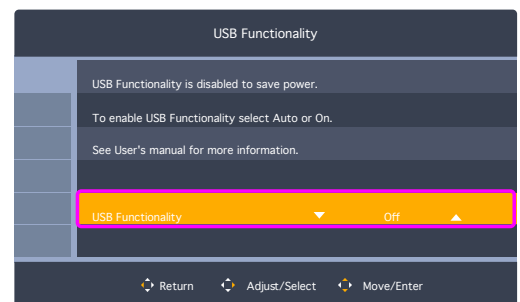 USB Functionality
USB Functionality is disabled to save power.
To enable USB Functionality select Auto or On.
See User's manual for more information.
USB Functionality Off
Return Adjust/Select Move/Enter